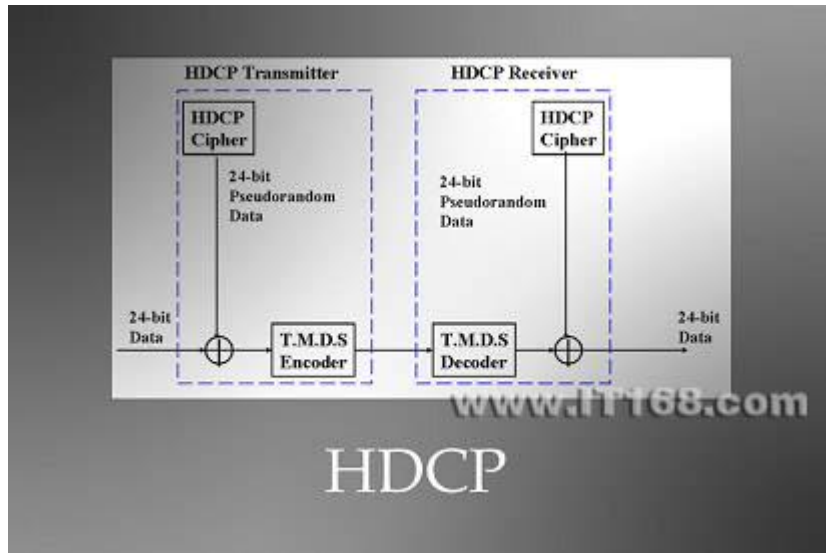 HDCP Transmitter
HDCP Receiver
HDCP
Cipher
HDCP
Cipher
24-bit
Pseudorandom
Data
24-bit
Pseudorandom
Data
24-bit
Data
24-bit
Data
T.M.D.S
Encoder
T.M.D.S
Decoder
www.IT168.com
HDCP